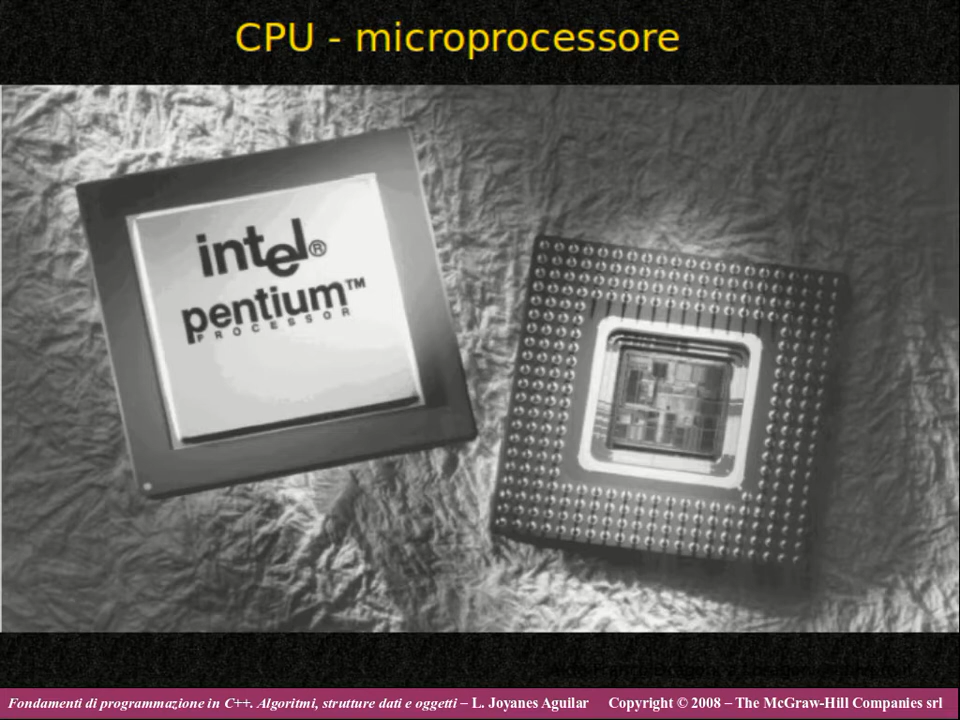 CPU - microprocessore
intel®
pentium™
PROCESSOR
Fondamenti di programmazione in C++. Algoritmi, strutture dati e oggetti – L. Joyanes Aguilar Copyright © 2008 – The McGraw-Hill Companies srl